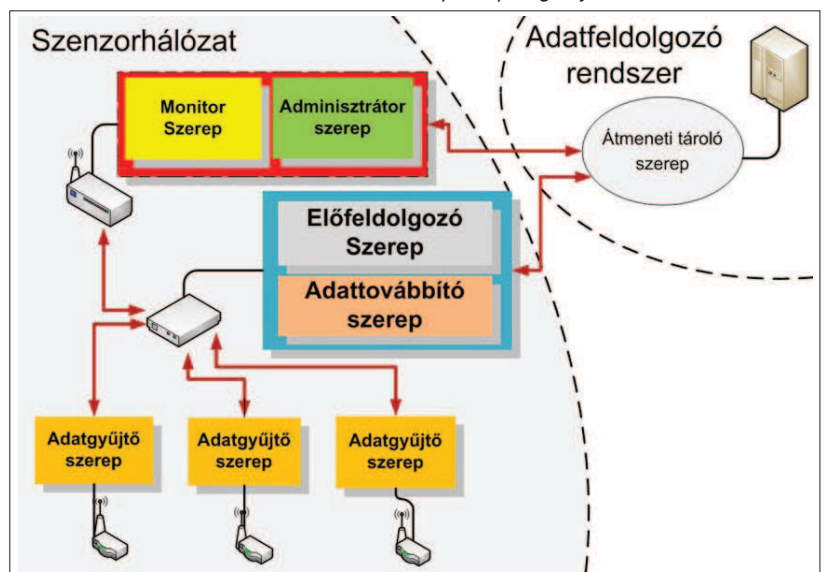 Szenzorhálózat
Adatfeldolgozó
rendszer
Monitor
Szerep
Adminisztrátor
szerep
Átmeneti tároló
szerep
Előfeldolgozó
Szerep
Adattovábbító
szerep
Adatgyűjtő
szerep
Adatgyűjtő
szerep
Adatgyűjtő
szerep